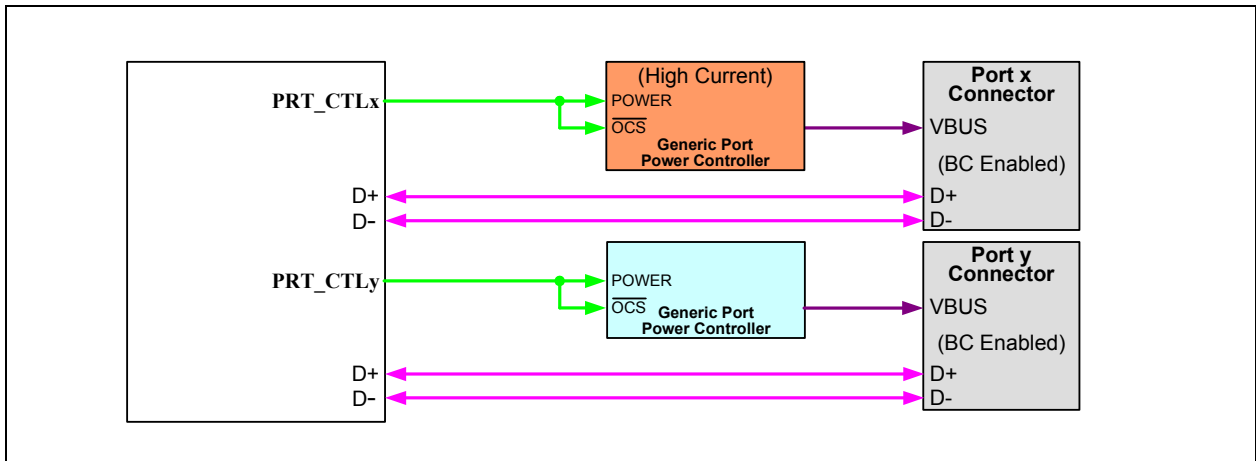 PRT_CTLx
D+
D-
PRT_CTLy
D+
D-
(High Current)
POWER
OCS
Generic Port
Power Controller
POWER
OCS
Generic Port
Power Controller
Port x
Connector
VBUS
(BC Enabled)
D+
D-
Port y
Connector
VBUS
(BC Enabled)
D+
D-